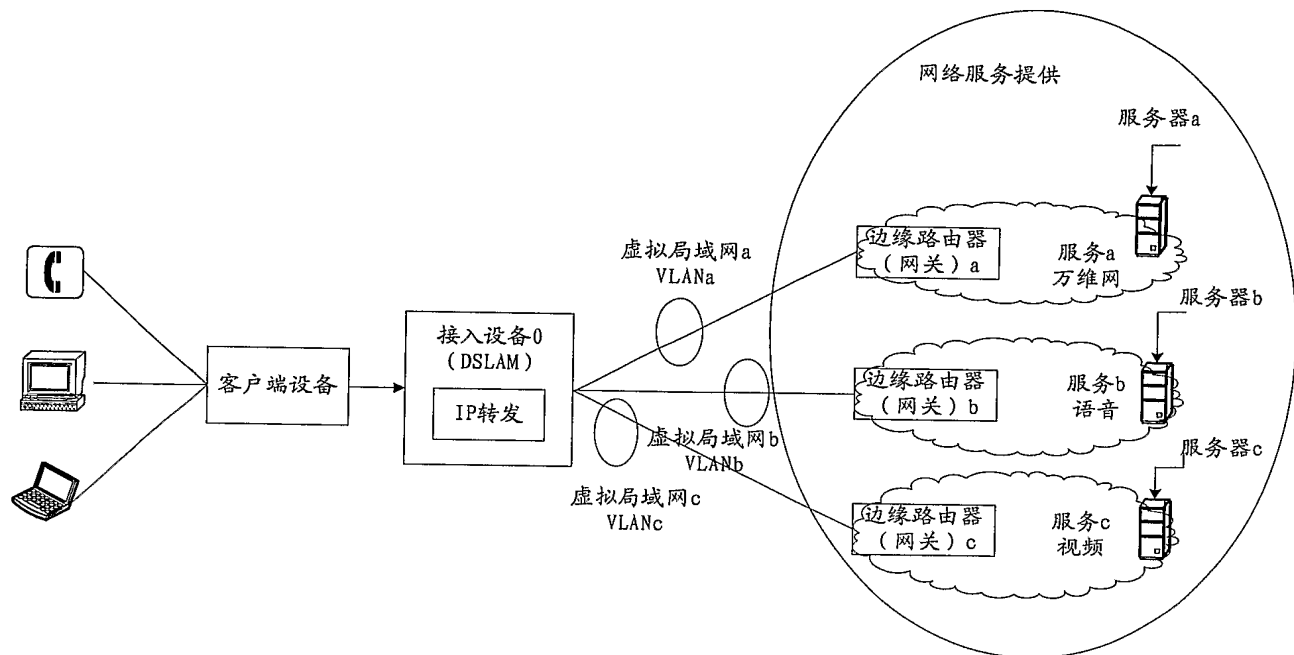 网络服务提供
服务器a
边缘路由器
(网关)a
服务a
万维网
虚拟局域网a
VLANa
服务器b
接入设备0
(DSLAM)
IP转发
客户端设备
边缘路由器
(网关)b
服务b
语音
虚拟局域网b
VLANb
服务器c
虚拟局域网c
VLANc
边缘路由器
(网关)c
服务c
视频